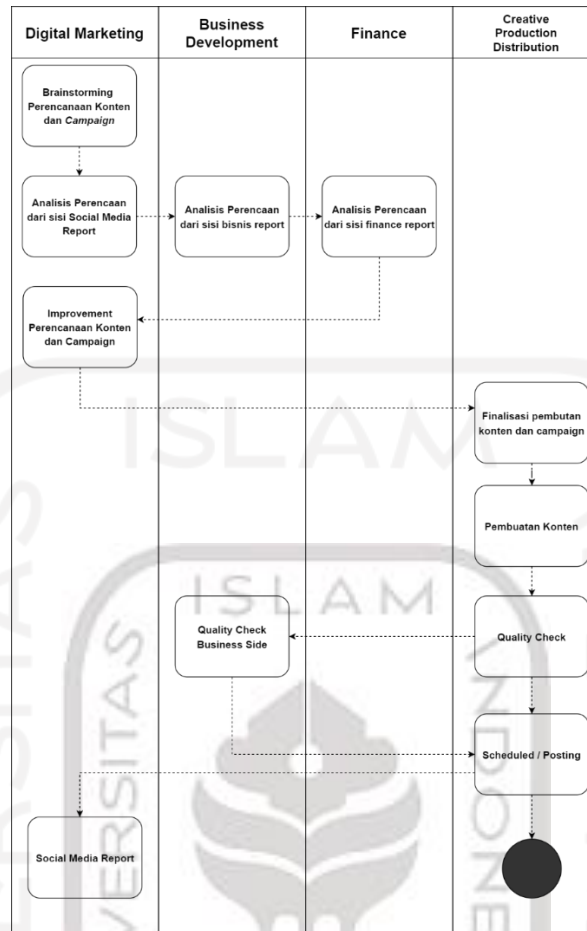 Digital Marketing
Business
Development
Finance
Creative
Production
Distribution
Brainstorming
Perencanaan Konten
dan Campaign
Analisis Perencaan
dari sisi Social Media
Report
Analisis Perencaan
dari sisi bisnis report
Analisis Perencaan
dari sisi finance report
Improvement
Perencanaan Konten
dan Campaign
Finalisasi pembutan
konten dan campaign
Pembuatan Konten
Quality Check
Business Side
Quality Check
Scheduled / Posting
Social Media Report
ISLAM
ISLAM